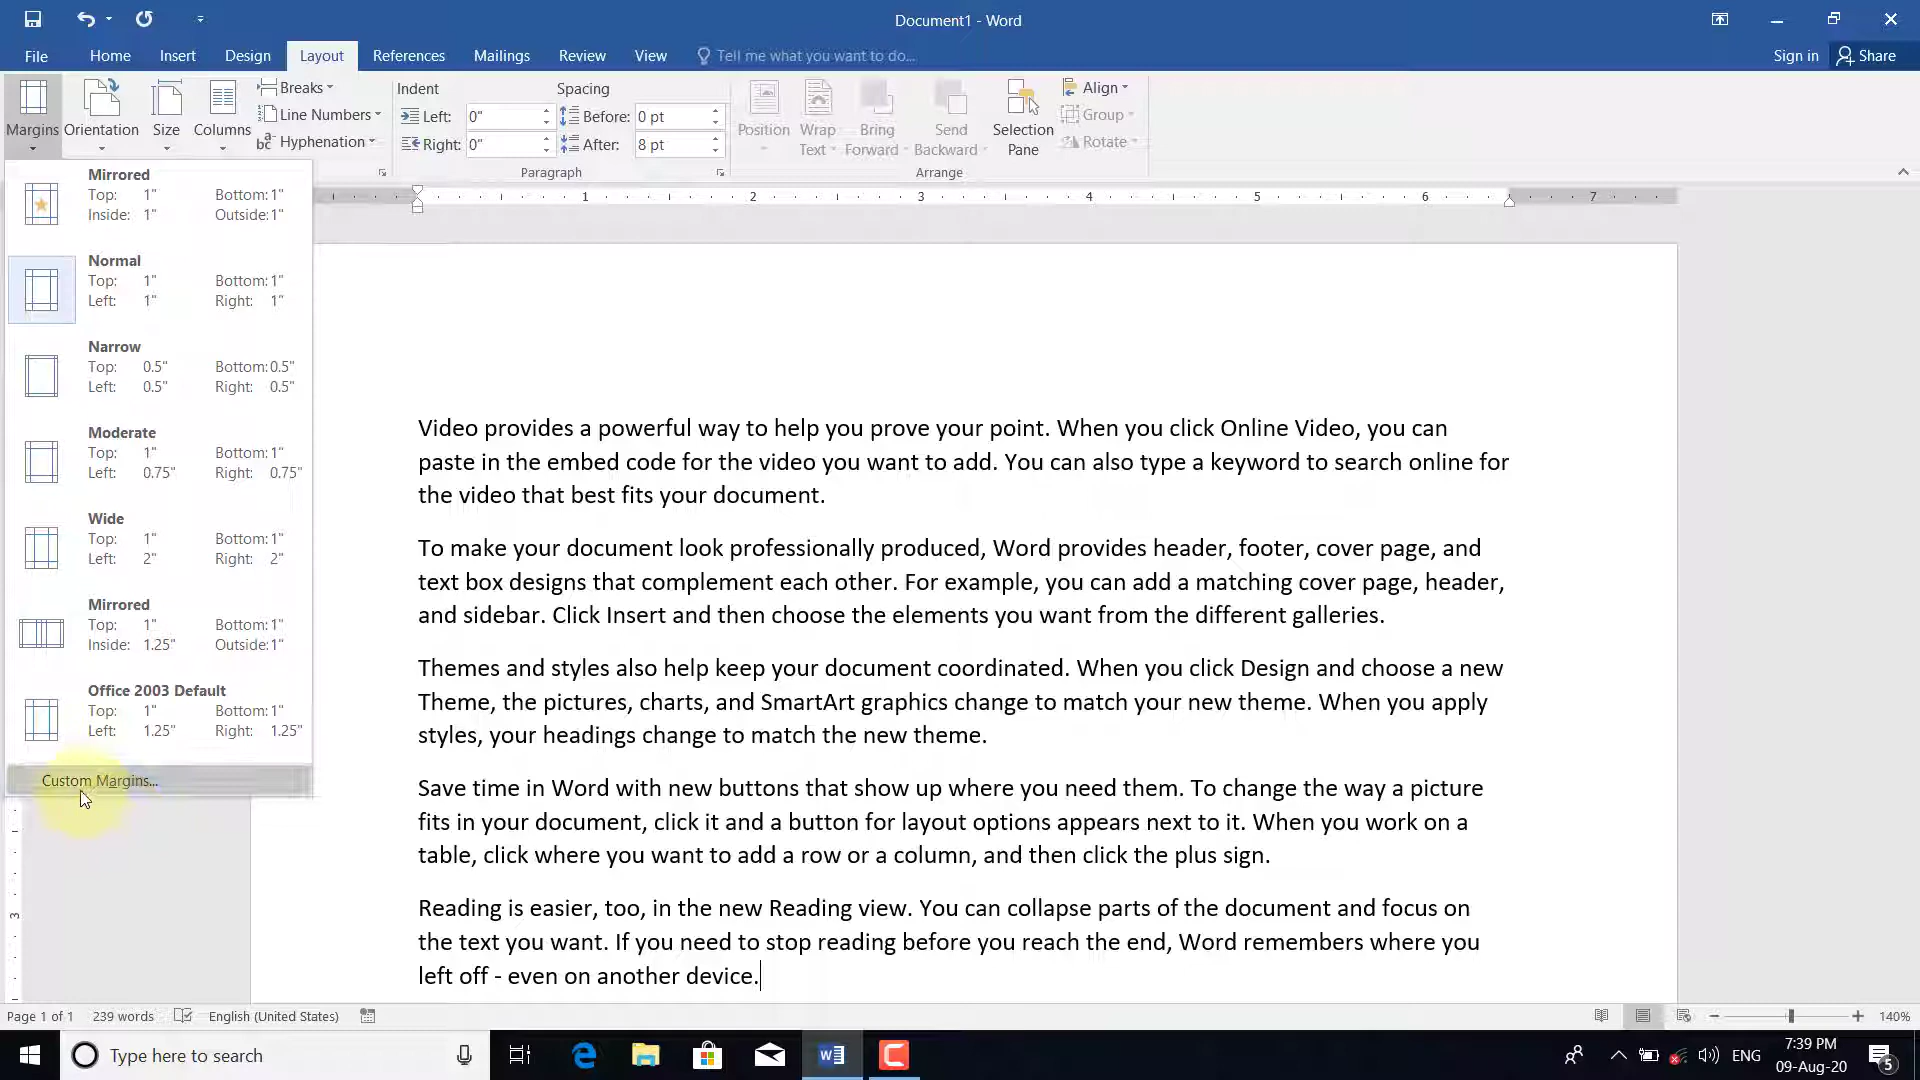 Document1 - Word
File Home Insert Design Layout References Mailings Review View Tell me what you want to do... Sign in Share
Margins Orientation Size Columns
Breaks
Line Numbers
Hyphenation
Indent
Left: 0"
Right: 0"
Spacing
Before: 0 pt
After: 8 pt
Paragraph
Position Wrap Text Bring Forward Send Backward Selection Pane
Align
Group
Rotate
Arrange
1 2 3 4 5 6 7
Mirrored
Top: 1" Bottom: 1"
Inside: 1" Outside: 1"
Normal
Top: 1" Bottom: 1"
Left: 1" Right: 1"
Narrow
Top: 0.5" Bottom: 0.5"
Left: 0.5" Right: 0.5"
Moderate
Top: 1" Bottom: 1"
Left: 0.75" Right: 0.75"
Wide
Top: 1" Bottom: 1"
Left: 2" Right: 2"
Mirrored
Top: 1" Bottom: 1"
Inside: 1.25" Outside: 1"
Office 2003 Default
Top: 1" Bottom: 1"
Left: 1.25" Right: 1.25"
Custom Margins...
3
Video provides a powerful way to help you prove your point. When you click Online Video, you can
paste in the embed code for the video you want to add. You can also type a keyword to search online for
the video that best fits your document.
To make your document look professionally produced, Word provides header, footer, cover page, and
text box designs that complement each other. For example, you can add a matching cover page, header,
and sidebar. Click Insert and then choose the elements you want from the different galleries.
Themes and styles also help keep your document coordinated. When you click Design and choose a new
Theme, the pictures, charts, and SmartArt graphics change to match your new theme. When you apply
styles, your headings change to match the new theme.
Save time in Word with new buttons that show up where you need them. To change the way a picture
fits in your document, click it and a button for layout options appears next to it. When you work on a
table, click where you want to add a row or a column, and then click the plus sign.
Reading is easier, too, in the new Reading view. You can collapse parts of the document and focus on
the text you want. If you need to stop reading before you reach the end, Word remembers where you
left off - even on another device.
Page 1 of 1 239 words English (United States) 140%
Type here to search
ENG
7:39 PM
09-Aug-20
5